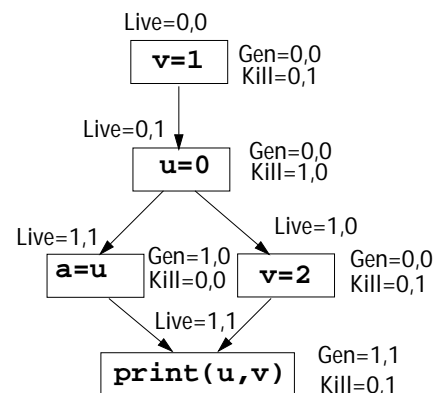 Live=0,0
v=1
Gen=0,0
Kill=0,1
Live=0,1
u=0
Gen=0,0
Kill=1,0
Live=1,1
Live=1,0
a=u
Gen=1,0
Kill=0,0
v=2
Gen=0,0
Kill=0,1
Live=1,1
print(u,v)
Gen=1,1
Kill=0,1